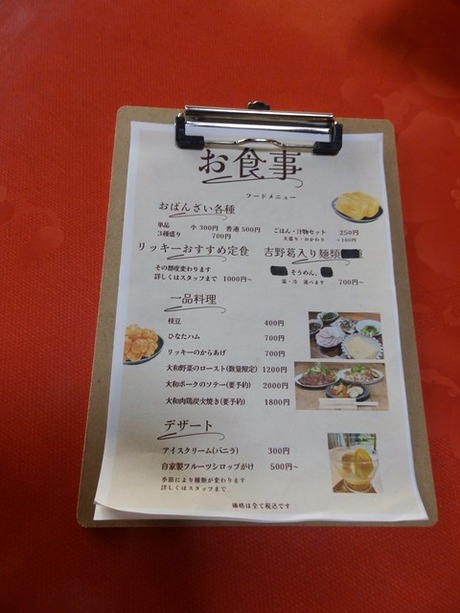 お食事
フードメニュー
おばんざい各種
単品 小 300円 普通 500円
3種盛り 700円
ごはん・汁物セット 250円
大盛り・おかわり +100円
リッキーおすすめ定食
その都度変わります
詳しくはスタッフまで 1000円~
吉野葛入り麺類
そうめん、
温・冷 選べます 700円~
一品料理
枝豆 400円
ひなたハム 700円
リッキーのからあげ 700円
大和野菜のロースト(数量限定) 1200円
大和ポークのソテー(要予約) 2000円
大和肉鶏炭火焼き(要予約) 1800円
デザート
アイスクリーム(バニラ) 300円
自家製フルーツシロップがけ 500円~
季節により種類が変わります
詳しくはスタッフまで
価格は全て税込です